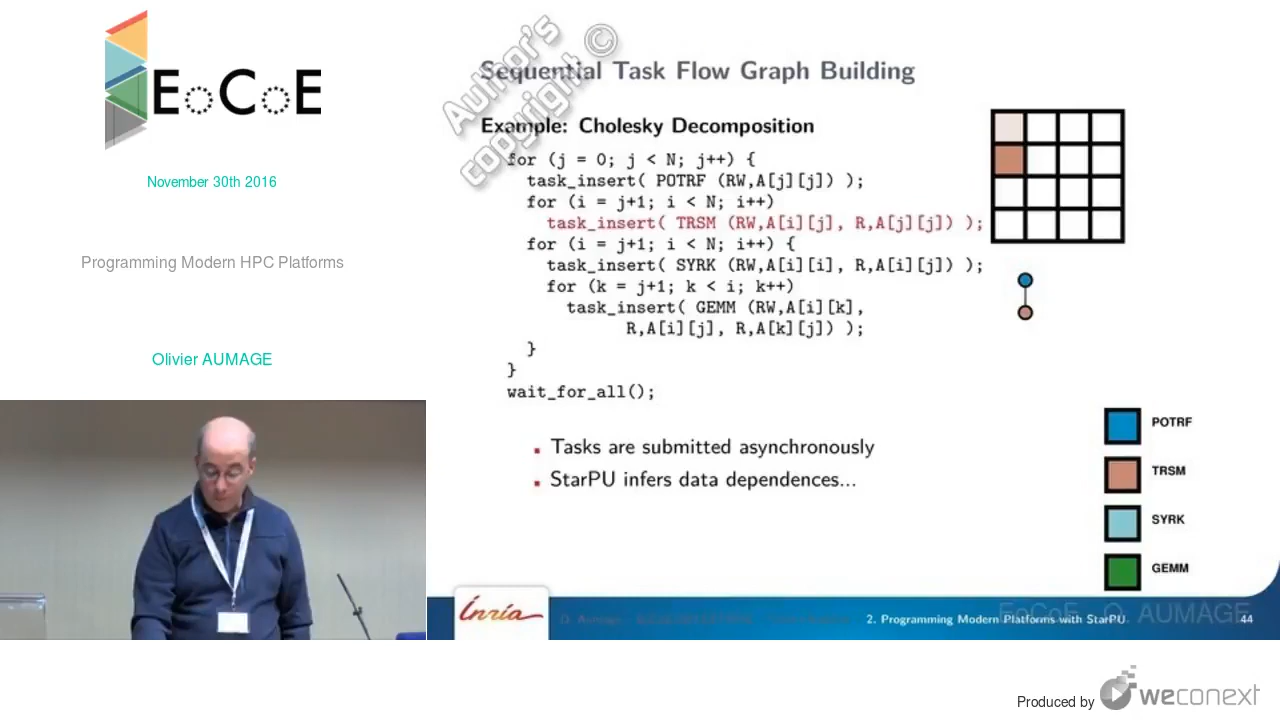 EoCoE
November 30th 2016
Programming Modern HPC Platforms
Olivier AUMAGE
Author's
copyright ©
Sequential Task Flow Graph Building
Example: Cholesky Decomposition
for (j = 0; j < N; j++) {
task_insert( POTRF (RW,A[j][j]) );
for (i = j+1; i < N; i++)
task_insert( TRSM (RW,A[i][j], R,A[j][j]) );
for (i = j+1; i < N; i++) {
task_insert( SYRK (RW,A[i][i], R,A[i][j]) );
for (k = j+1; k < i; k++)
task_insert( GEMM (RW,A[i][k],
R,A[i][j], R,A[k][j]) );
}
}
wait_for_all();
Tasks are submitted asynchronously
StarPU infers data dependences...
POTRF
TRSM
SYRK
GEMM
Inria
2. Programming Modern Platforms with StarPU
EoCoE O. AUMAGE
44
Produced by weconext